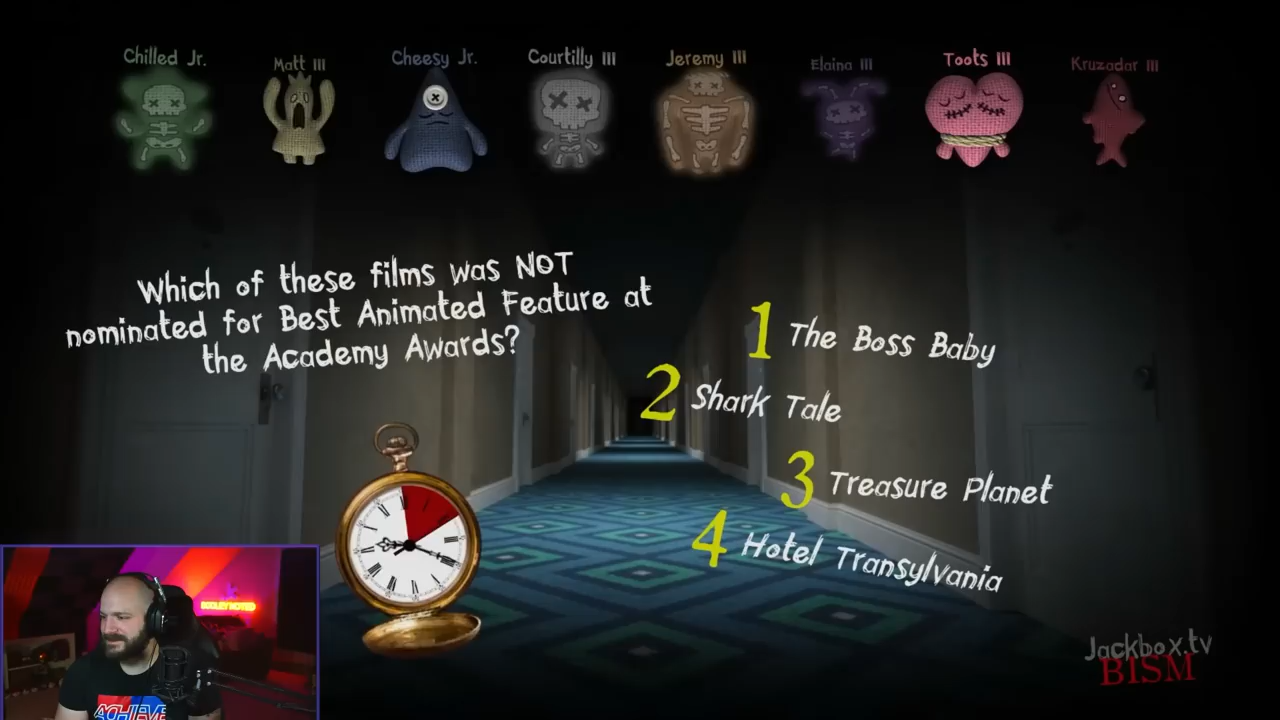 Chilled Jr.
Matt III
Cheesy Jr.
Courtilly III
Jeremy III
Elaina III
Toots III
Kruzadar III
Which of these films was NOT
nominated for Best Animated Feature at
the Academy Awards?
1 The Boss Baby
2 Shark Tale
3 Treasure Planet
4 Hotel Transylvania
Jackbox.tv
BISM